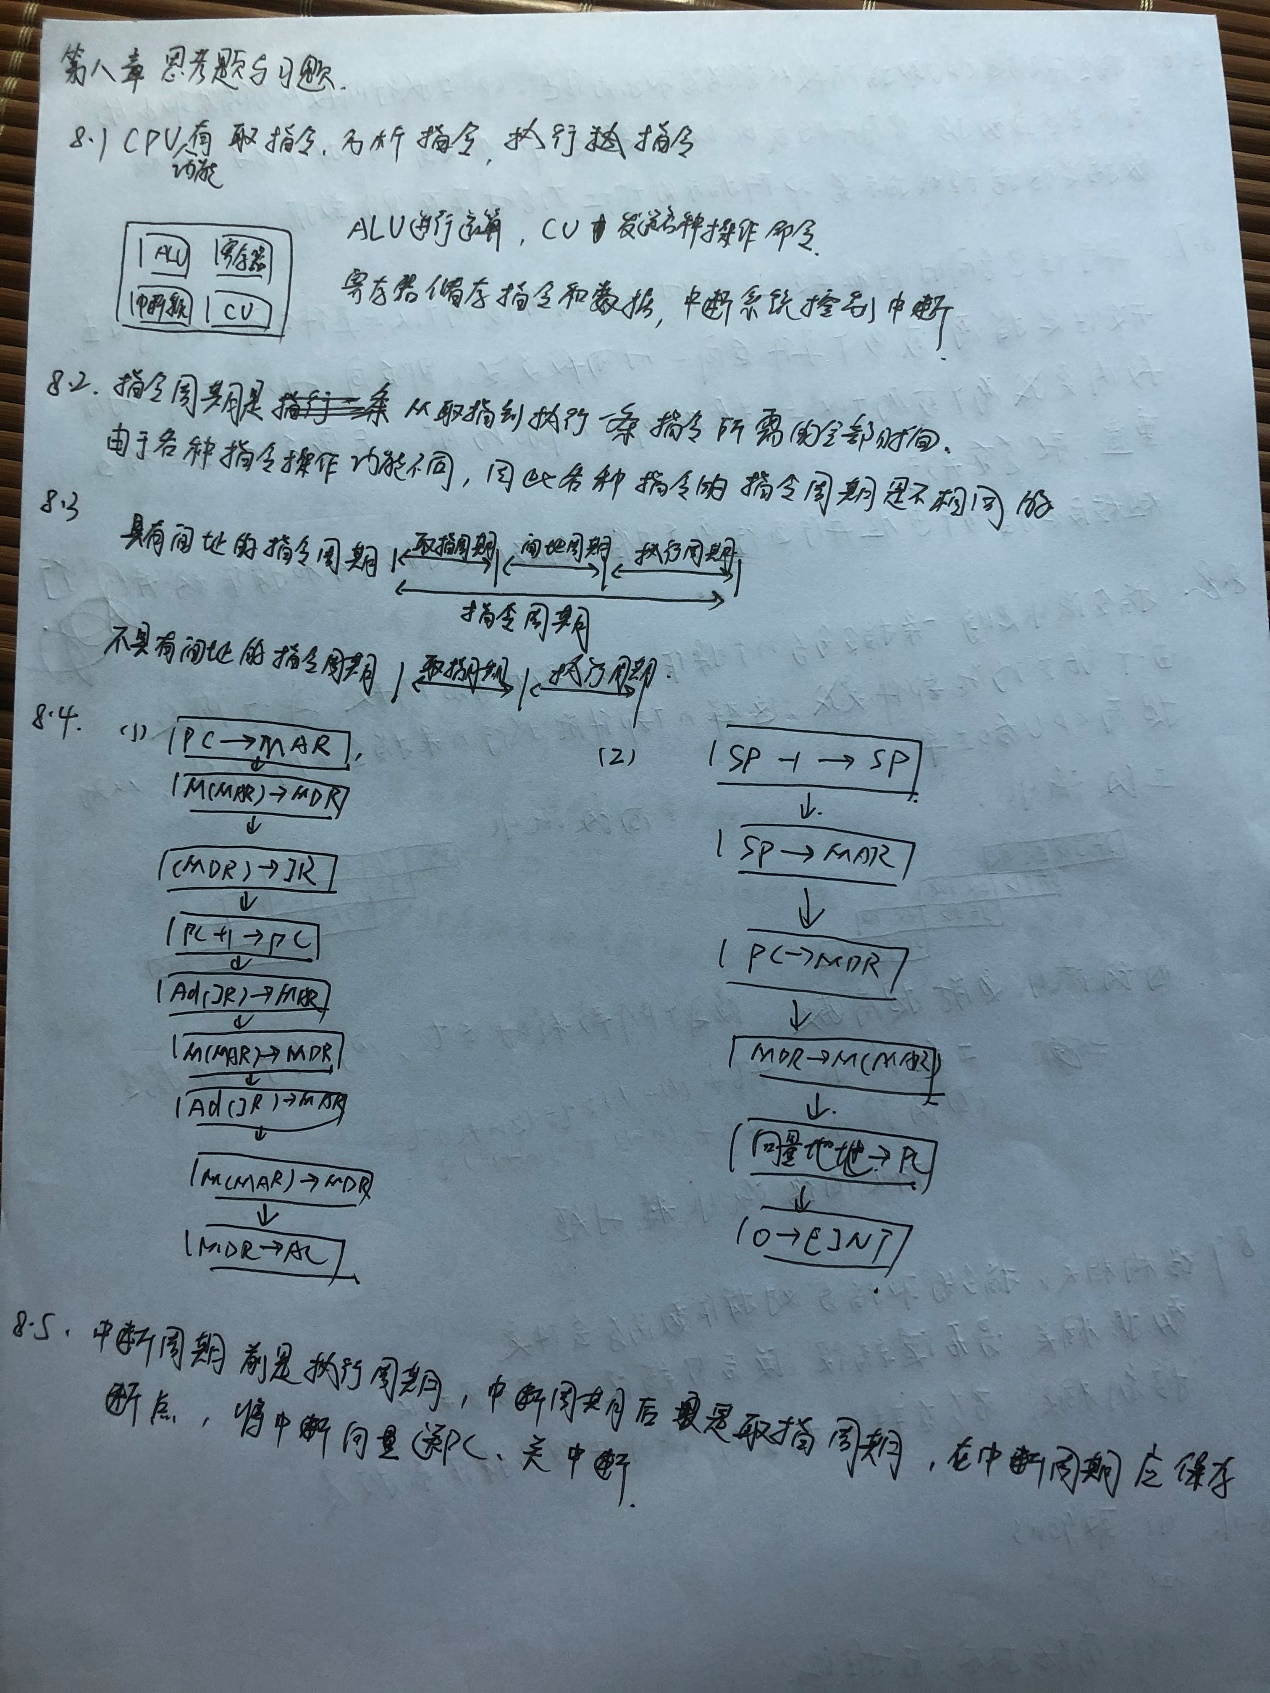 第八章 思考题与习题.
8.1 CPU有 取指令、分析指令, 执行指令
功能
ALU 寄存器
中断系统 CU
ALU进行运算, CU 发送各种操作命令.
寄存器储存指令和数据, 中断系统控制中断.
8.2. 指令周期是 从取指到执行一条指令所需的全部时间.
由于各种指令操作功能不同, 因此各种指令的指令周期是不相同的
8.3
具有间址的指令周期 取指周期 间址周期 执行周期
指令周期
不具有间址的指令周期 取指周期 执行周期.
8.4. (1) (2)
PC→MAR
M(MAR)→MDR
(MDR)→IR
PC+1→PC
Ad(IR)→MAR
M(MAR)→MDR
Ad(IR)→MAR
M(MAR)→MDR
MDR→AC
SP-1→SP
SP→MAR
PC→MDR
MDR→M(MAR)
向量地址→PC
0→EINT
8.5. 中断周期前是执行周期, 中断周期后是取指周期, 在中断周期应保存
断点, 将中断向量送PC、关中断.